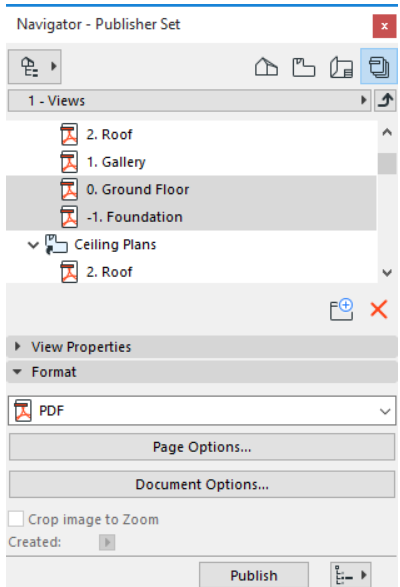 Navigator - Publisher Set
1 - Views
2. Roof
1. Gallery
0. Ground Floor
-1. Foundation
Ceiling Plans
2. Roof
View Properties
Format
PDF
Page Options...
Document Options...
Crop image to Zoom
Created:
Publish